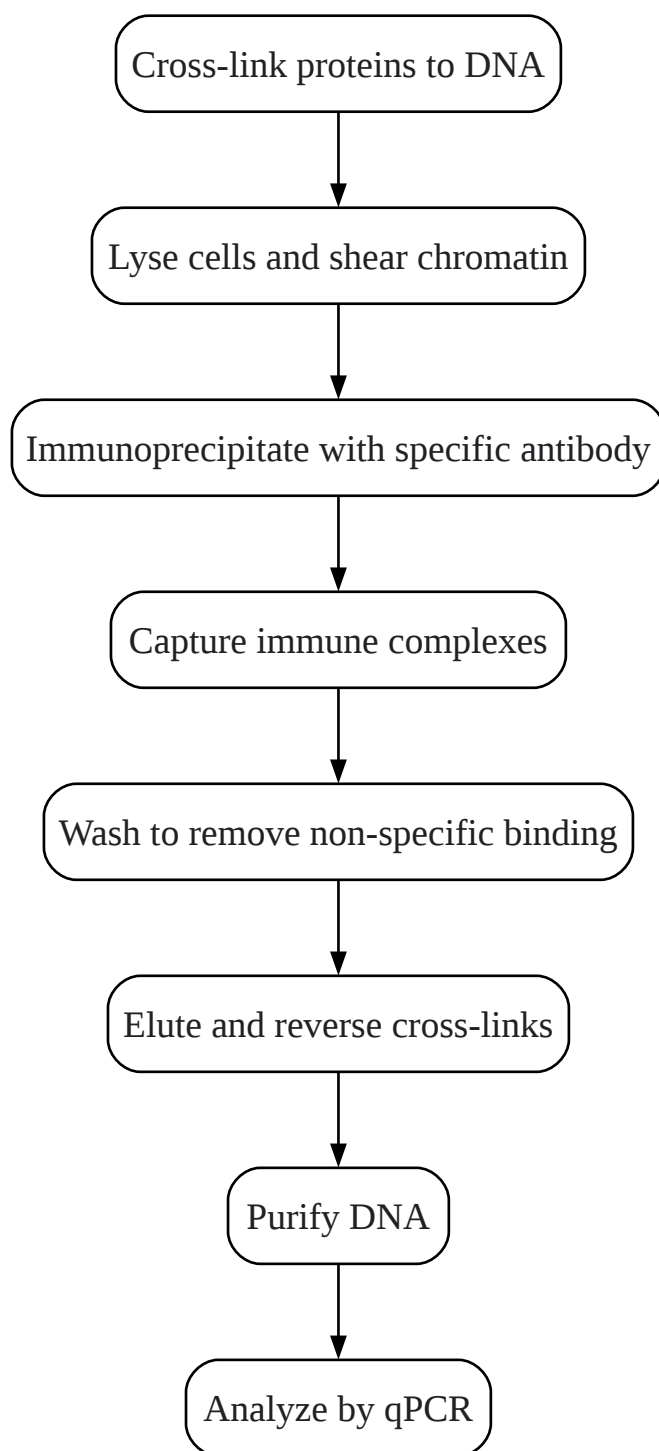 Cross-link proteins to DNA
Lyse cells and shear chromatin
Immunoprecipitate with specific antibody
Capture immune complexes
Wash to remove non-specific binding
Elute and reverse cross-links
Purify DNA
Analyze by qPCR